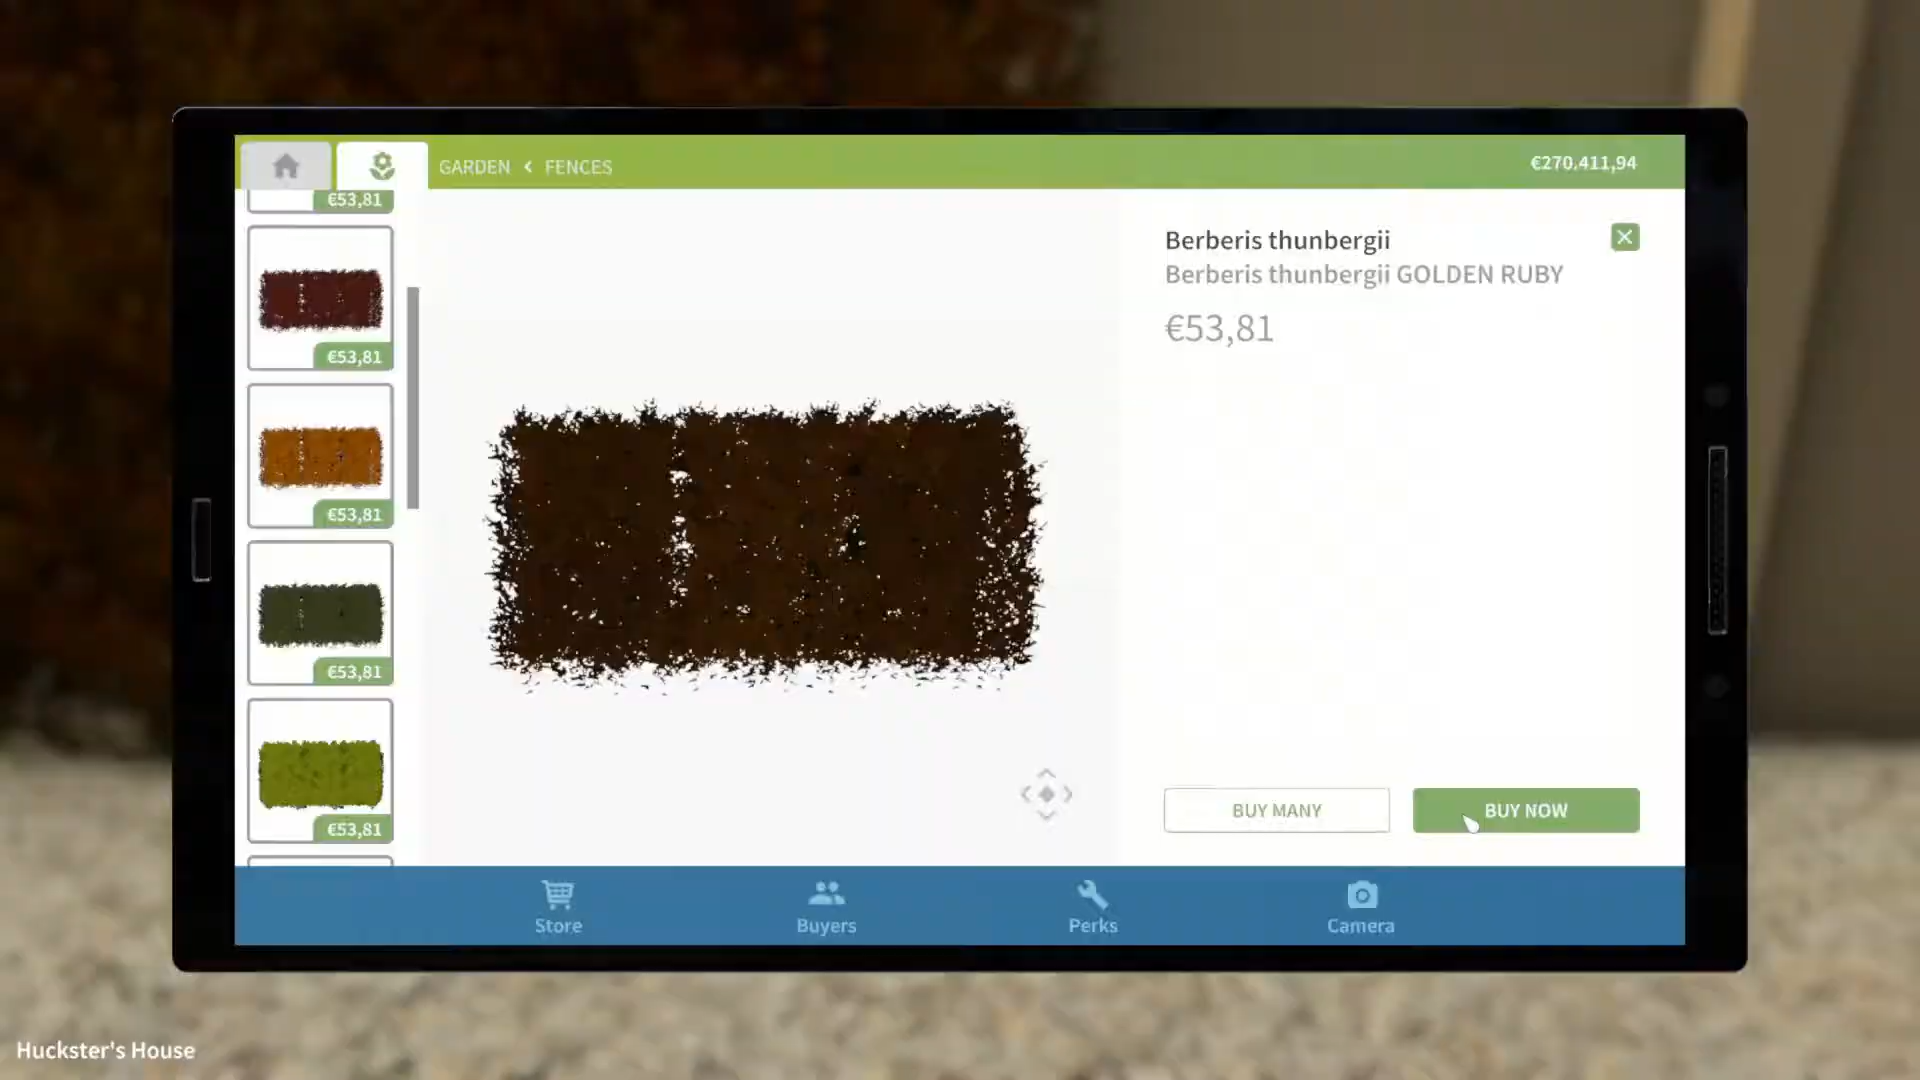 GARDEN < FENCES
€270.411,94
€53,81
€53,81
€53,81
€53,81
€53,81
Berberis thunbergii
Berberis thunbergii GOLDEN RUBY
€53,81
BUY MANY
BUY NOW
Store
Buyers
Perks
Camera
Huckster's House